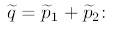 q̃ = p̃₁ + p̃₂: